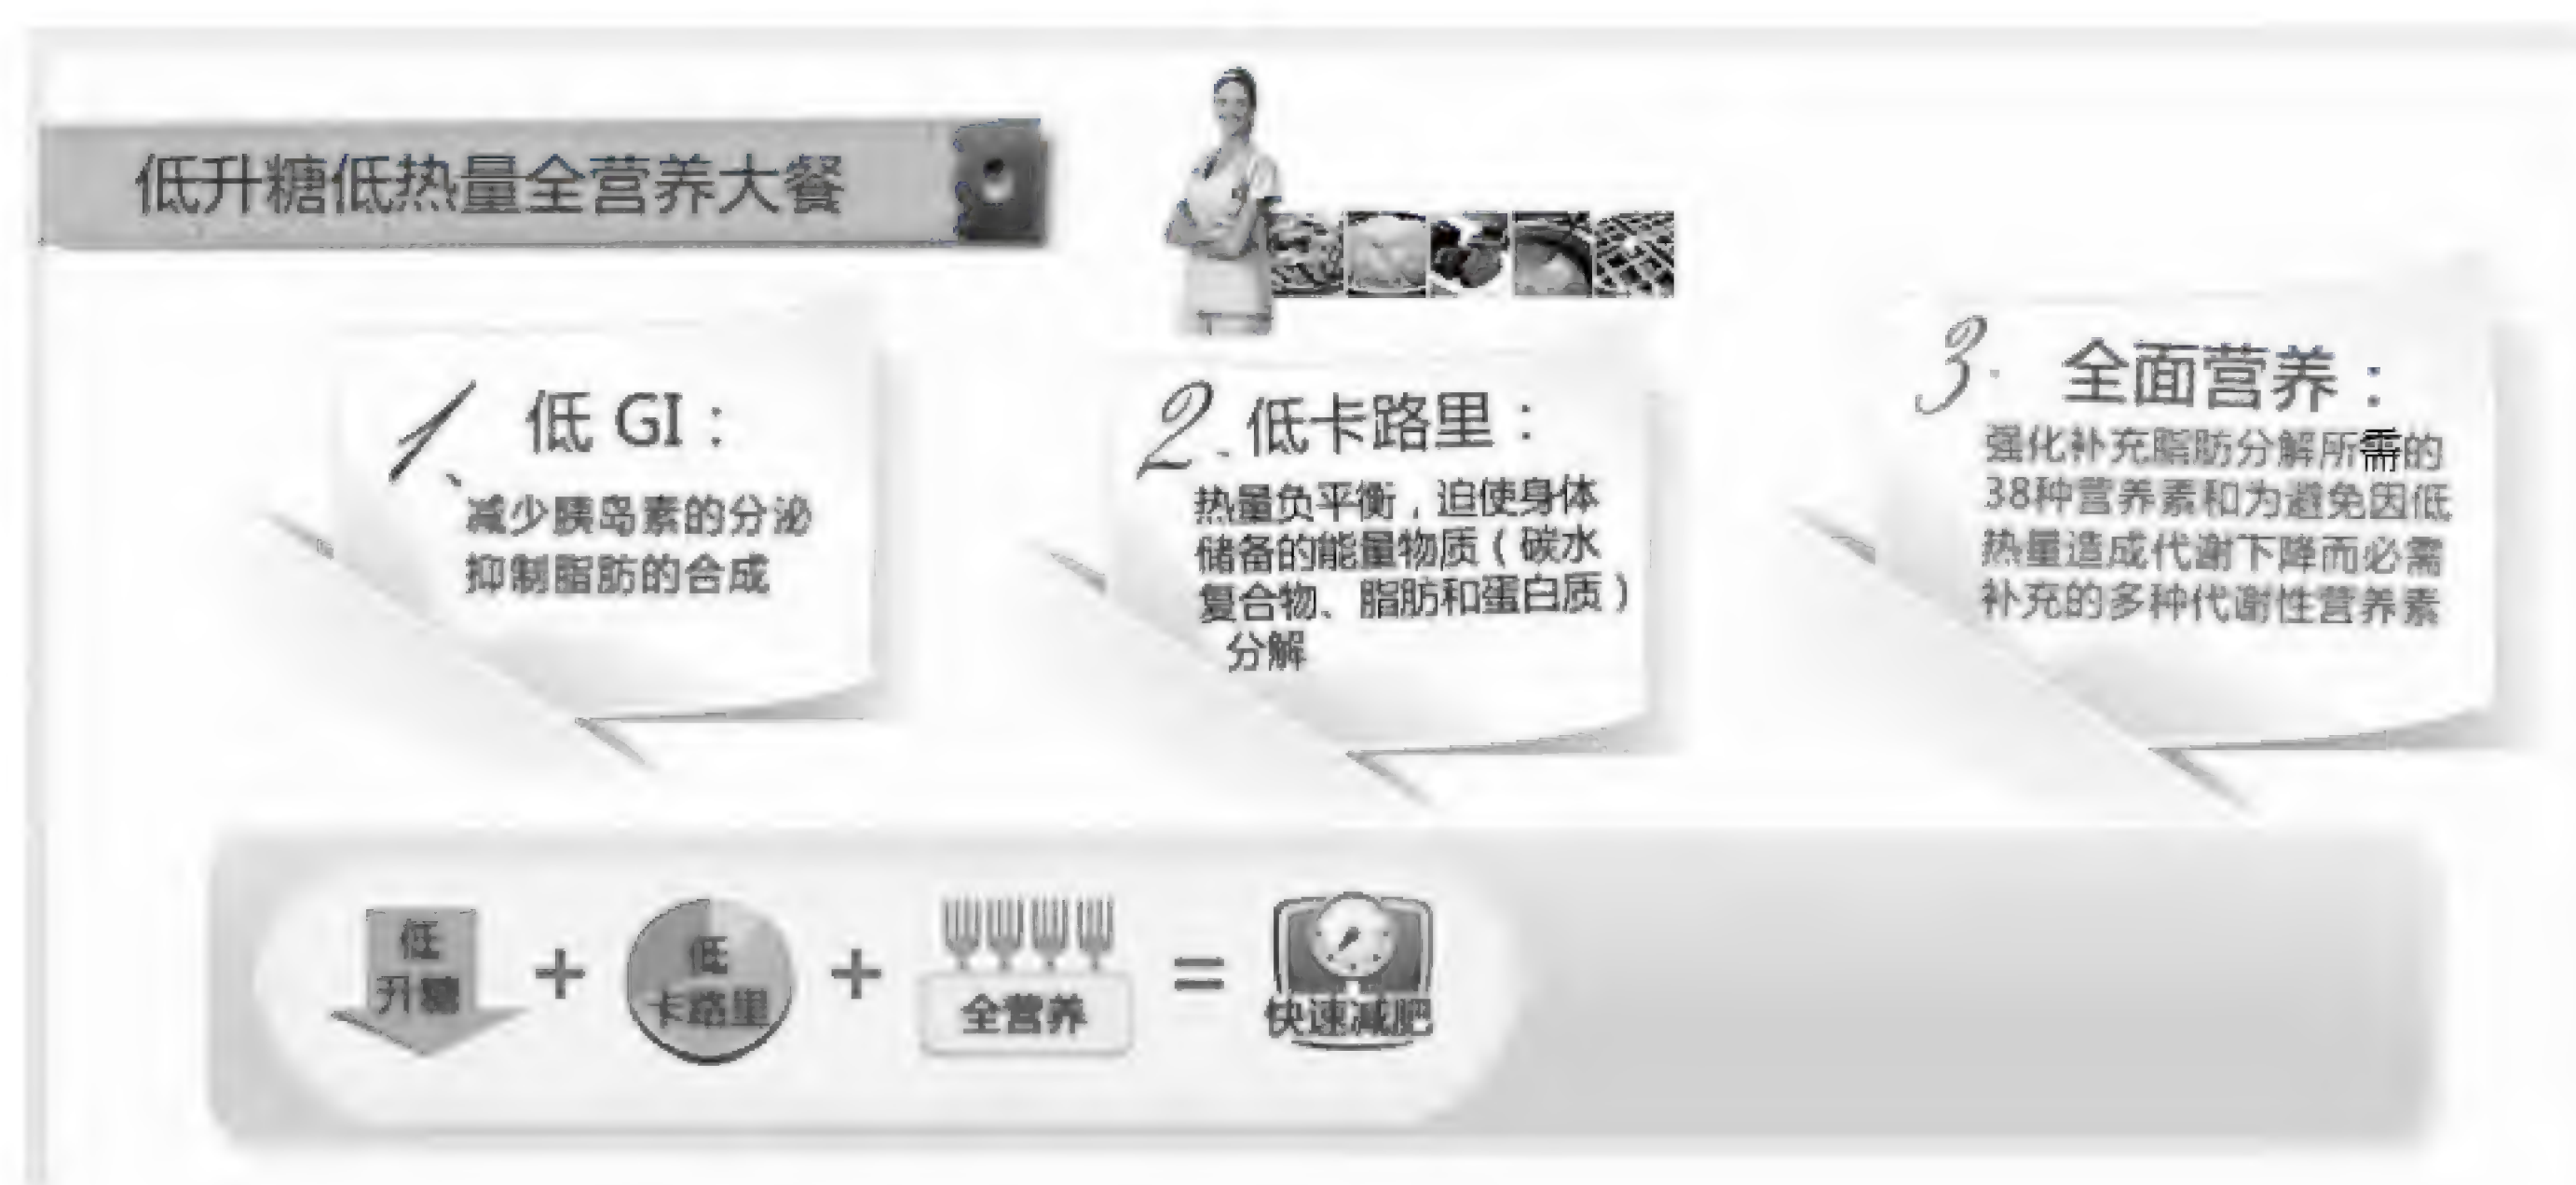 低升糖低热量全营养大餐
1、低 GI：
减少胰岛素的分泌
抑制脂肪的合成
2、低卡路里：
热量负平衡，迫使身体
储备的能量物质（碳水
复合物、脂肪和蛋白质）
分解
3. 全面营养：
强化补充脂肪分解所需的
38种营养素和为避免因低
热量造成代谢下降而必需
补充的多种代谢性营养素
低
升糖
+
低
卡路里
+
全营养
=
快速减肥